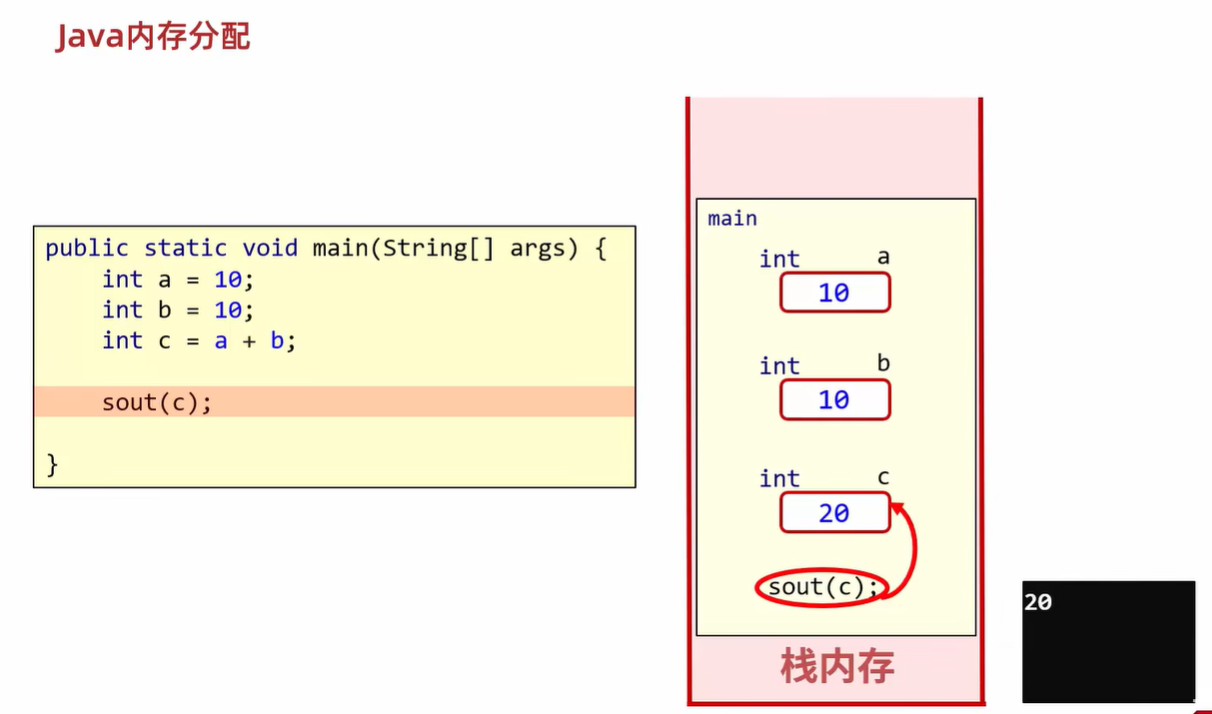 Java内存分配
public static void main(String[] args) {
int a = 10;
int b = 10;
int c = a + b;
sout(c);
}
main
int a
10
int b
10
int c
20
sout(c);
栈内存
20